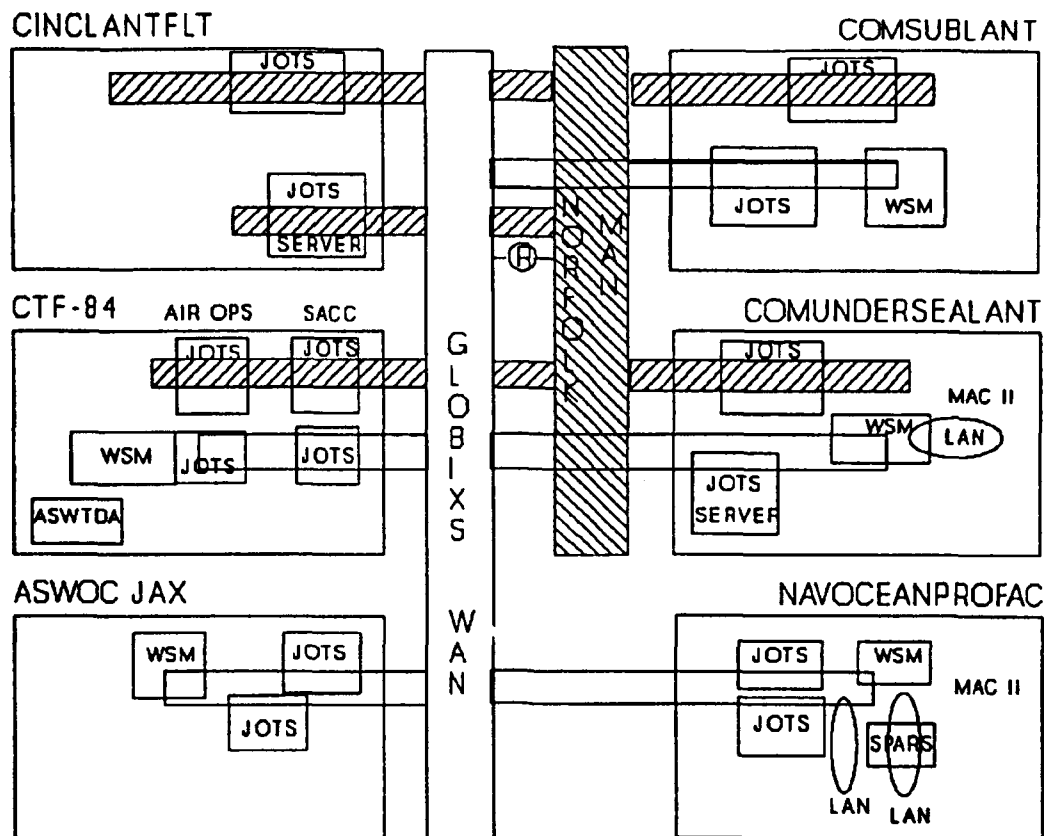 CINCLANTFLT
JOTS
JOTS
SERVER
COMSUBLANT
JOTS
JOTS
WSM
NORFOLK
MAN
R
CTF-84
AIR OPS
SACC
JOTS
JOTS
WSM
JOTS
JOTS
ASWTDA
GLOBIXS WAN
COMUNDERSEALANT
JOTS
MAC II
WSM
LAN
JOTS
SERVER
ASWOC JAX
WSM
JOTS
JOTS
NAVOCEANPROFAC
JOTS
WSM
MAC II
JOTS
SPARS
LAN
LAN